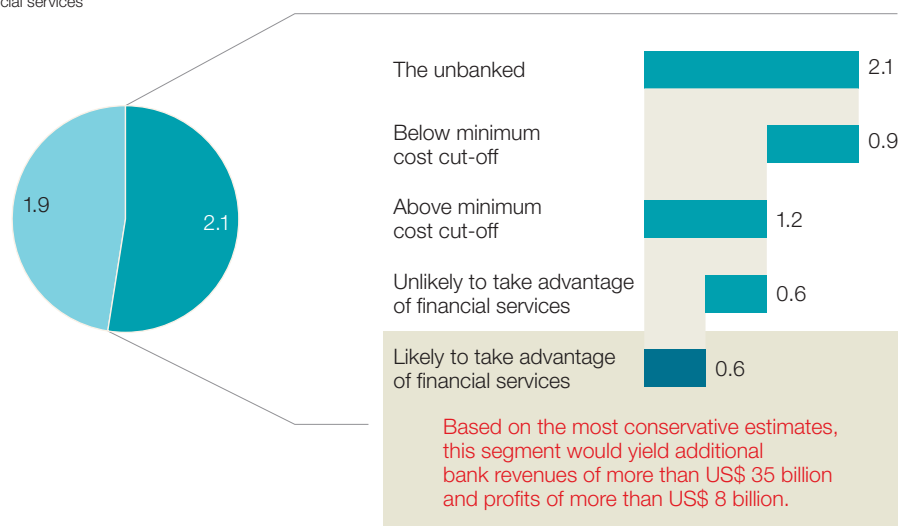 financial services
1.9
2.1
The unbanked
2.1
Below minimum
cost cut-off
0.9
Above minimum
cost cut-off
1.2
Unlikely to take advantage
of financial services
0.6
Likely to take advantage
of financial services
0.6
Based on the most conservative estimates,
this segment would yield additional
bank revenues of more than US$ 35 billion
and profits of more than US$ 8 billion.